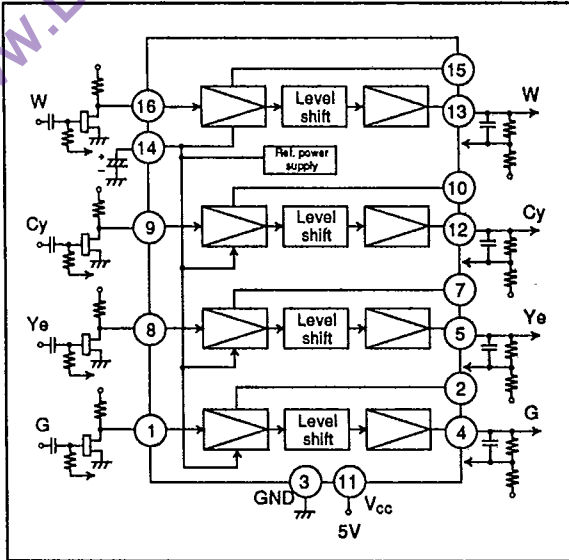 W.
15
W
16
Level
shift
13
W
+
14
-
Ref. power
supply
10
Cy
9
Level
shift
12
Cy
7
Ye
8
Level
shift
5
Ye
2
G
1
Level
shift
4
G
3
11
GND
Vcc
5V